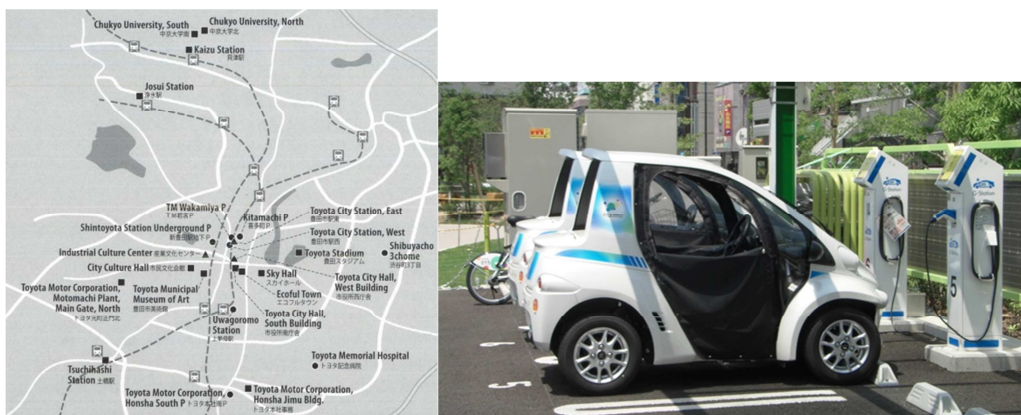 Chukyo University, South
中京大学南
Chukyo University, North
中京大学北
Kaizu Station
貝津駅
Josui Station
浄水駅
TM Wakamiya P
ＴＭ若宮Ｐ
Kitamachi P
喜多町Ｐ
Toyota City Station, East
豊田市駅東
Shintoyota Station Underground P
新豊田駅地下Ｐ
Toyota City Station, West
豊田市駅西
Industrial Culture Center 産業文化センター
Toyota Stadium
豊田スタジアム
Shibuyacho
3chome
渋谷町3丁目
City Culture Hall 市民文化会館
Sky Hall
スカイホール
Toyota City Hall,
West Building
市役所西庁舎
Toyota Motor Corporation,
Motomachi Plant,
Main Gate, North
トヨタ元町正門北
Toyota Municipal
Museum of Art
豊田市美術館
Ecoful Town
エコフルタウン
Toyota City Hall,
South Building
市役所南庁舎
Uwagoromo
Station
上挙母駅
Tsuchihashi
Station 土橋駅
Toyota Memorial Hospital
トヨタ記念病院
Toyota Motor Corporation,
Honsha South P トヨタ本社南Ｐ
Toyota Motor Corporation,
Honsha Jimu Bldg.
トヨタ本社事務
5
5